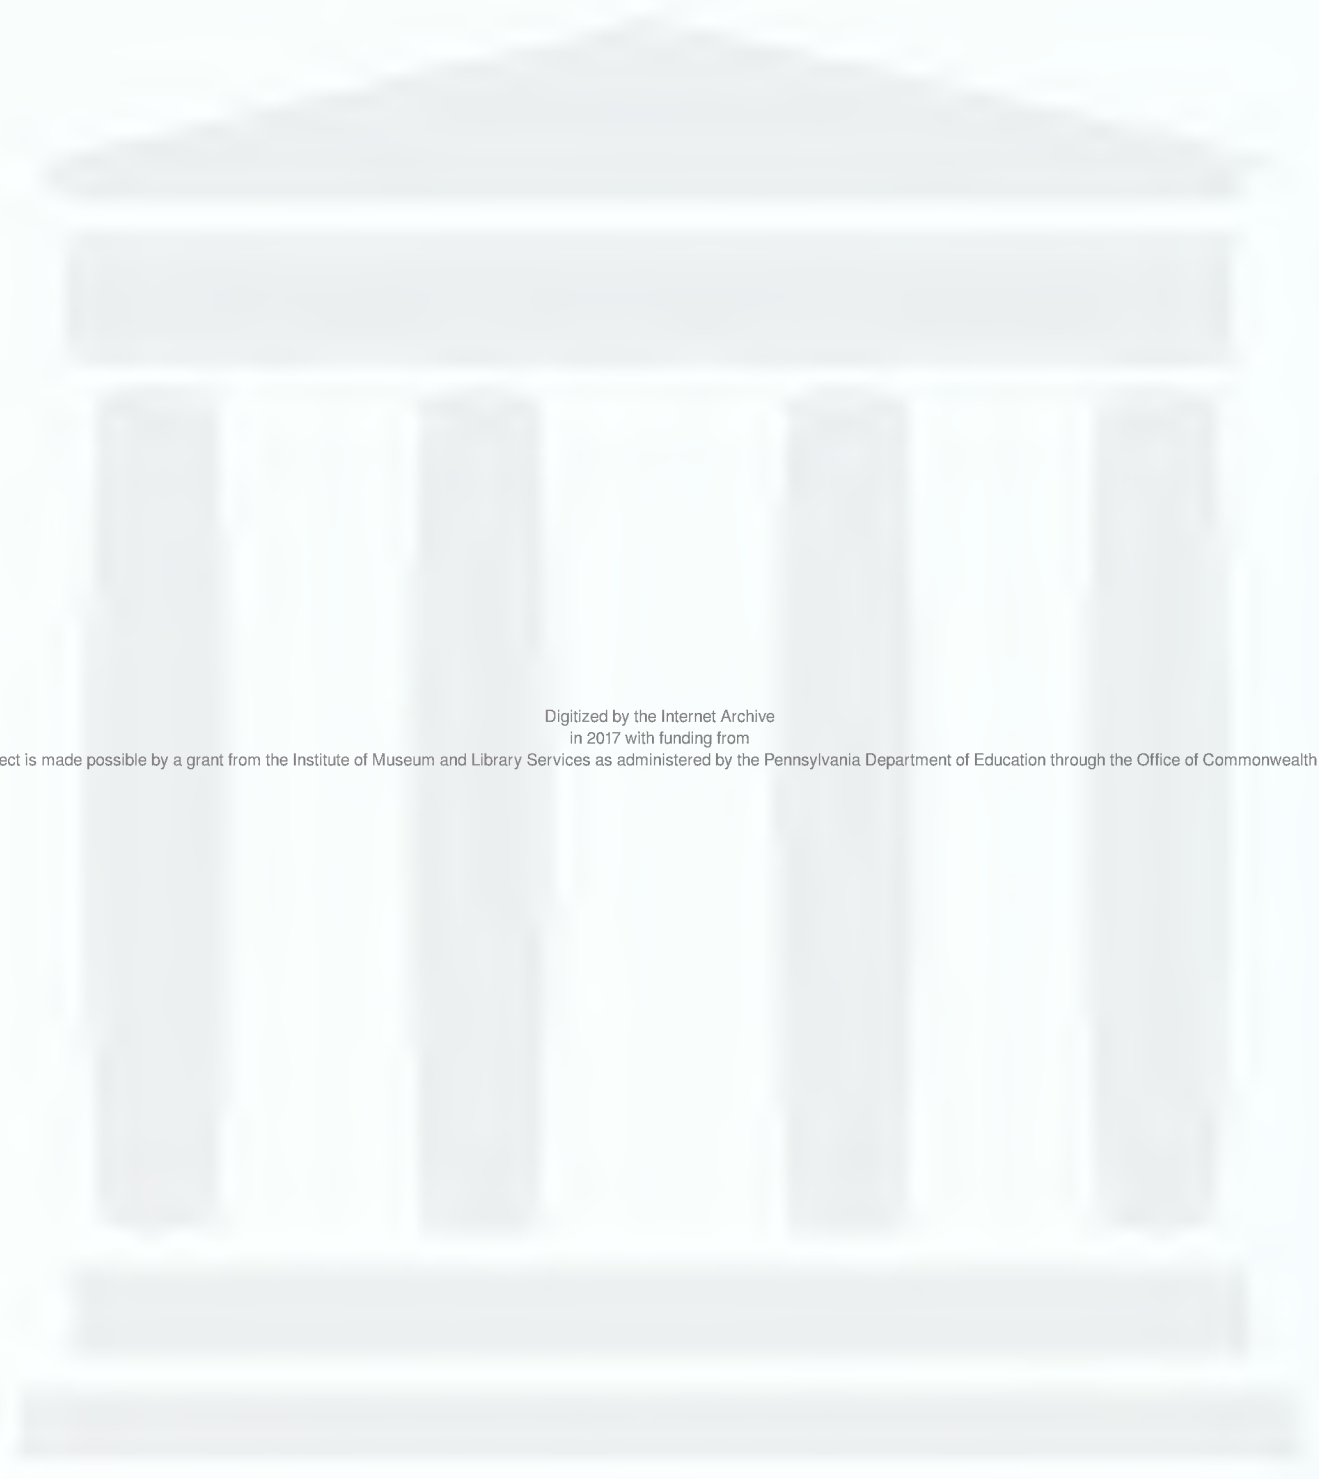 Digitized by the Internet Archive
in 2017 with funding from
ect is made possible by a grant from the Institute of Museum and Library Services as administered by the Pennsylvania Department of Education through the Office of Commonwealth